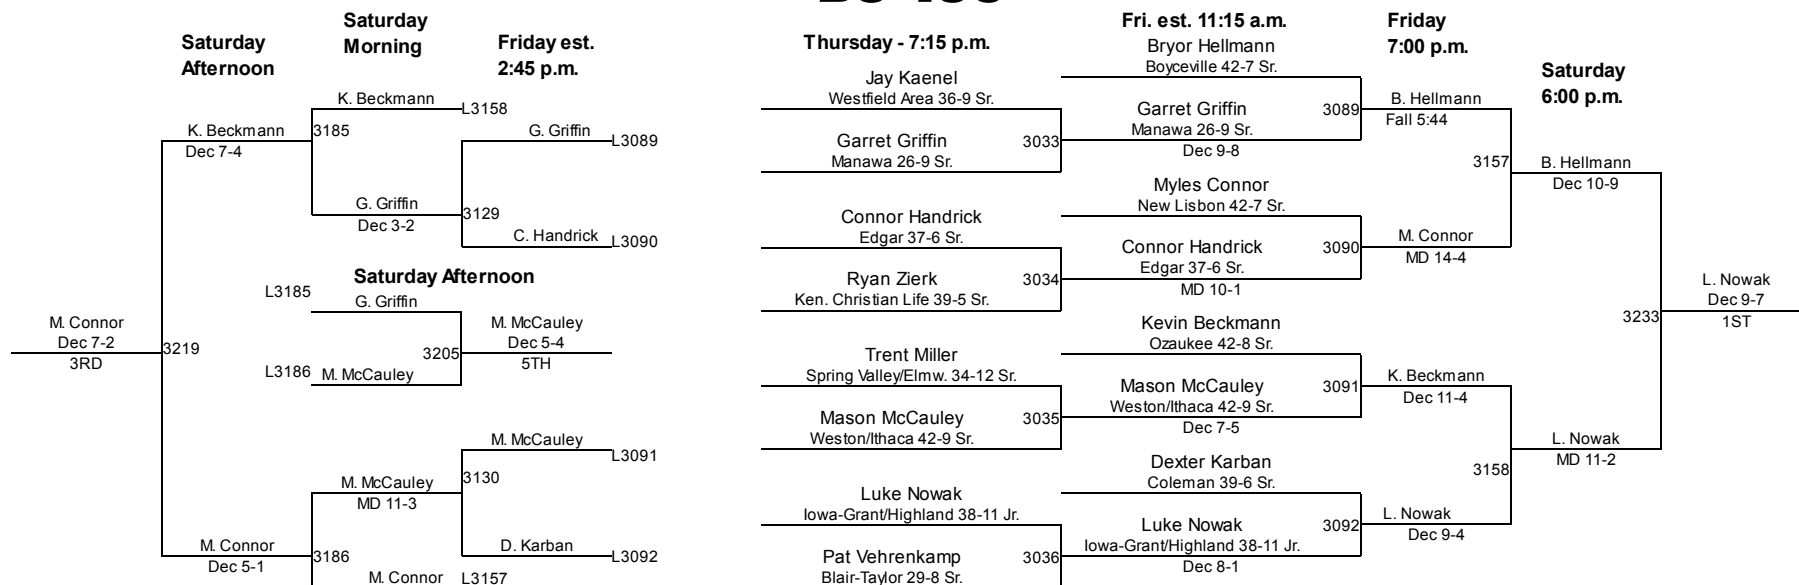 Saturday
Afternoon
Saturday
Morning
Friday est.
2:45 p.m.
K. Beckmann
L3158
K. Beckmann
3185
Dec 7-4
G. Griffin
L3089
G. Griffin
3129
Dec 3-2
C. Handrick
L3090
Saturday Afternoon
L3185
G. Griffin
M. Connor
Dec 7-2
3219
3RD
3205
M. McCauley
Dec 5-4
5TH
L3186
M. McCauley
M. McCauley
L3091
M. McCauley
3130
MD 11-3
M. Connor
3186
Dec 5-1
D. Karban
L3092
M. Connor
L3157
Thursday - 7:15 p.m.
Fri. est. 11:15 a.m.
Friday
7:00 p.m.
Saturday
6:00 p.m.
Jay Kaenel
Westfield Area 36-9 Sr.
Garret Griffin
3033
Manawa 26-9 Sr.
Connor Handrick
Edgar 37-6 Sr.
Ryan Zierk
3034
Ken. Christian Life 39-5 Sr.
Trent Miller
Spring Valley/Elmw. 34-12 Sr.
Mason McCauley
3035
Weston/Ithaca 42-9 Sr.
Luke Nowak
Iowa-Grant/Highland 38-11 Jr.
Pat Vehrenkamp
3036
Blair-Taylor 29-8 Sr.
Bryor Hellmann
Boyceville 42-7 Sr.
Garret Griffin
3089
Manawa 26-9 Sr.
Dec 9-8
Myles Connor
New Lisbon 42-7 Sr.
Connor Handrick
3090
Edgar 37-6 Sr.
MD 10-1
Kevin Beckmann
Ozaukee 42-8 Sr.
Mason McCauley
3091
Weston/Ithaca 42-9 Sr.
Dec 7-5
Dexter Karban
Coleman 39-6 Sr.
Luke Nowak
3092
Iowa-Grant/Highland 38-11 Jr.
Dec 8-1
B. Hellmann
Fall 5:44
3157
M. Connor
MD 14-4
K. Beckmann
Dec 11-4
3158
L. Nowak
Dec 9-4
B. Hellmann
Dec 10-9
3233
L. Nowak
MD 11-2
L. Nowak
Dec 9-7
1ST